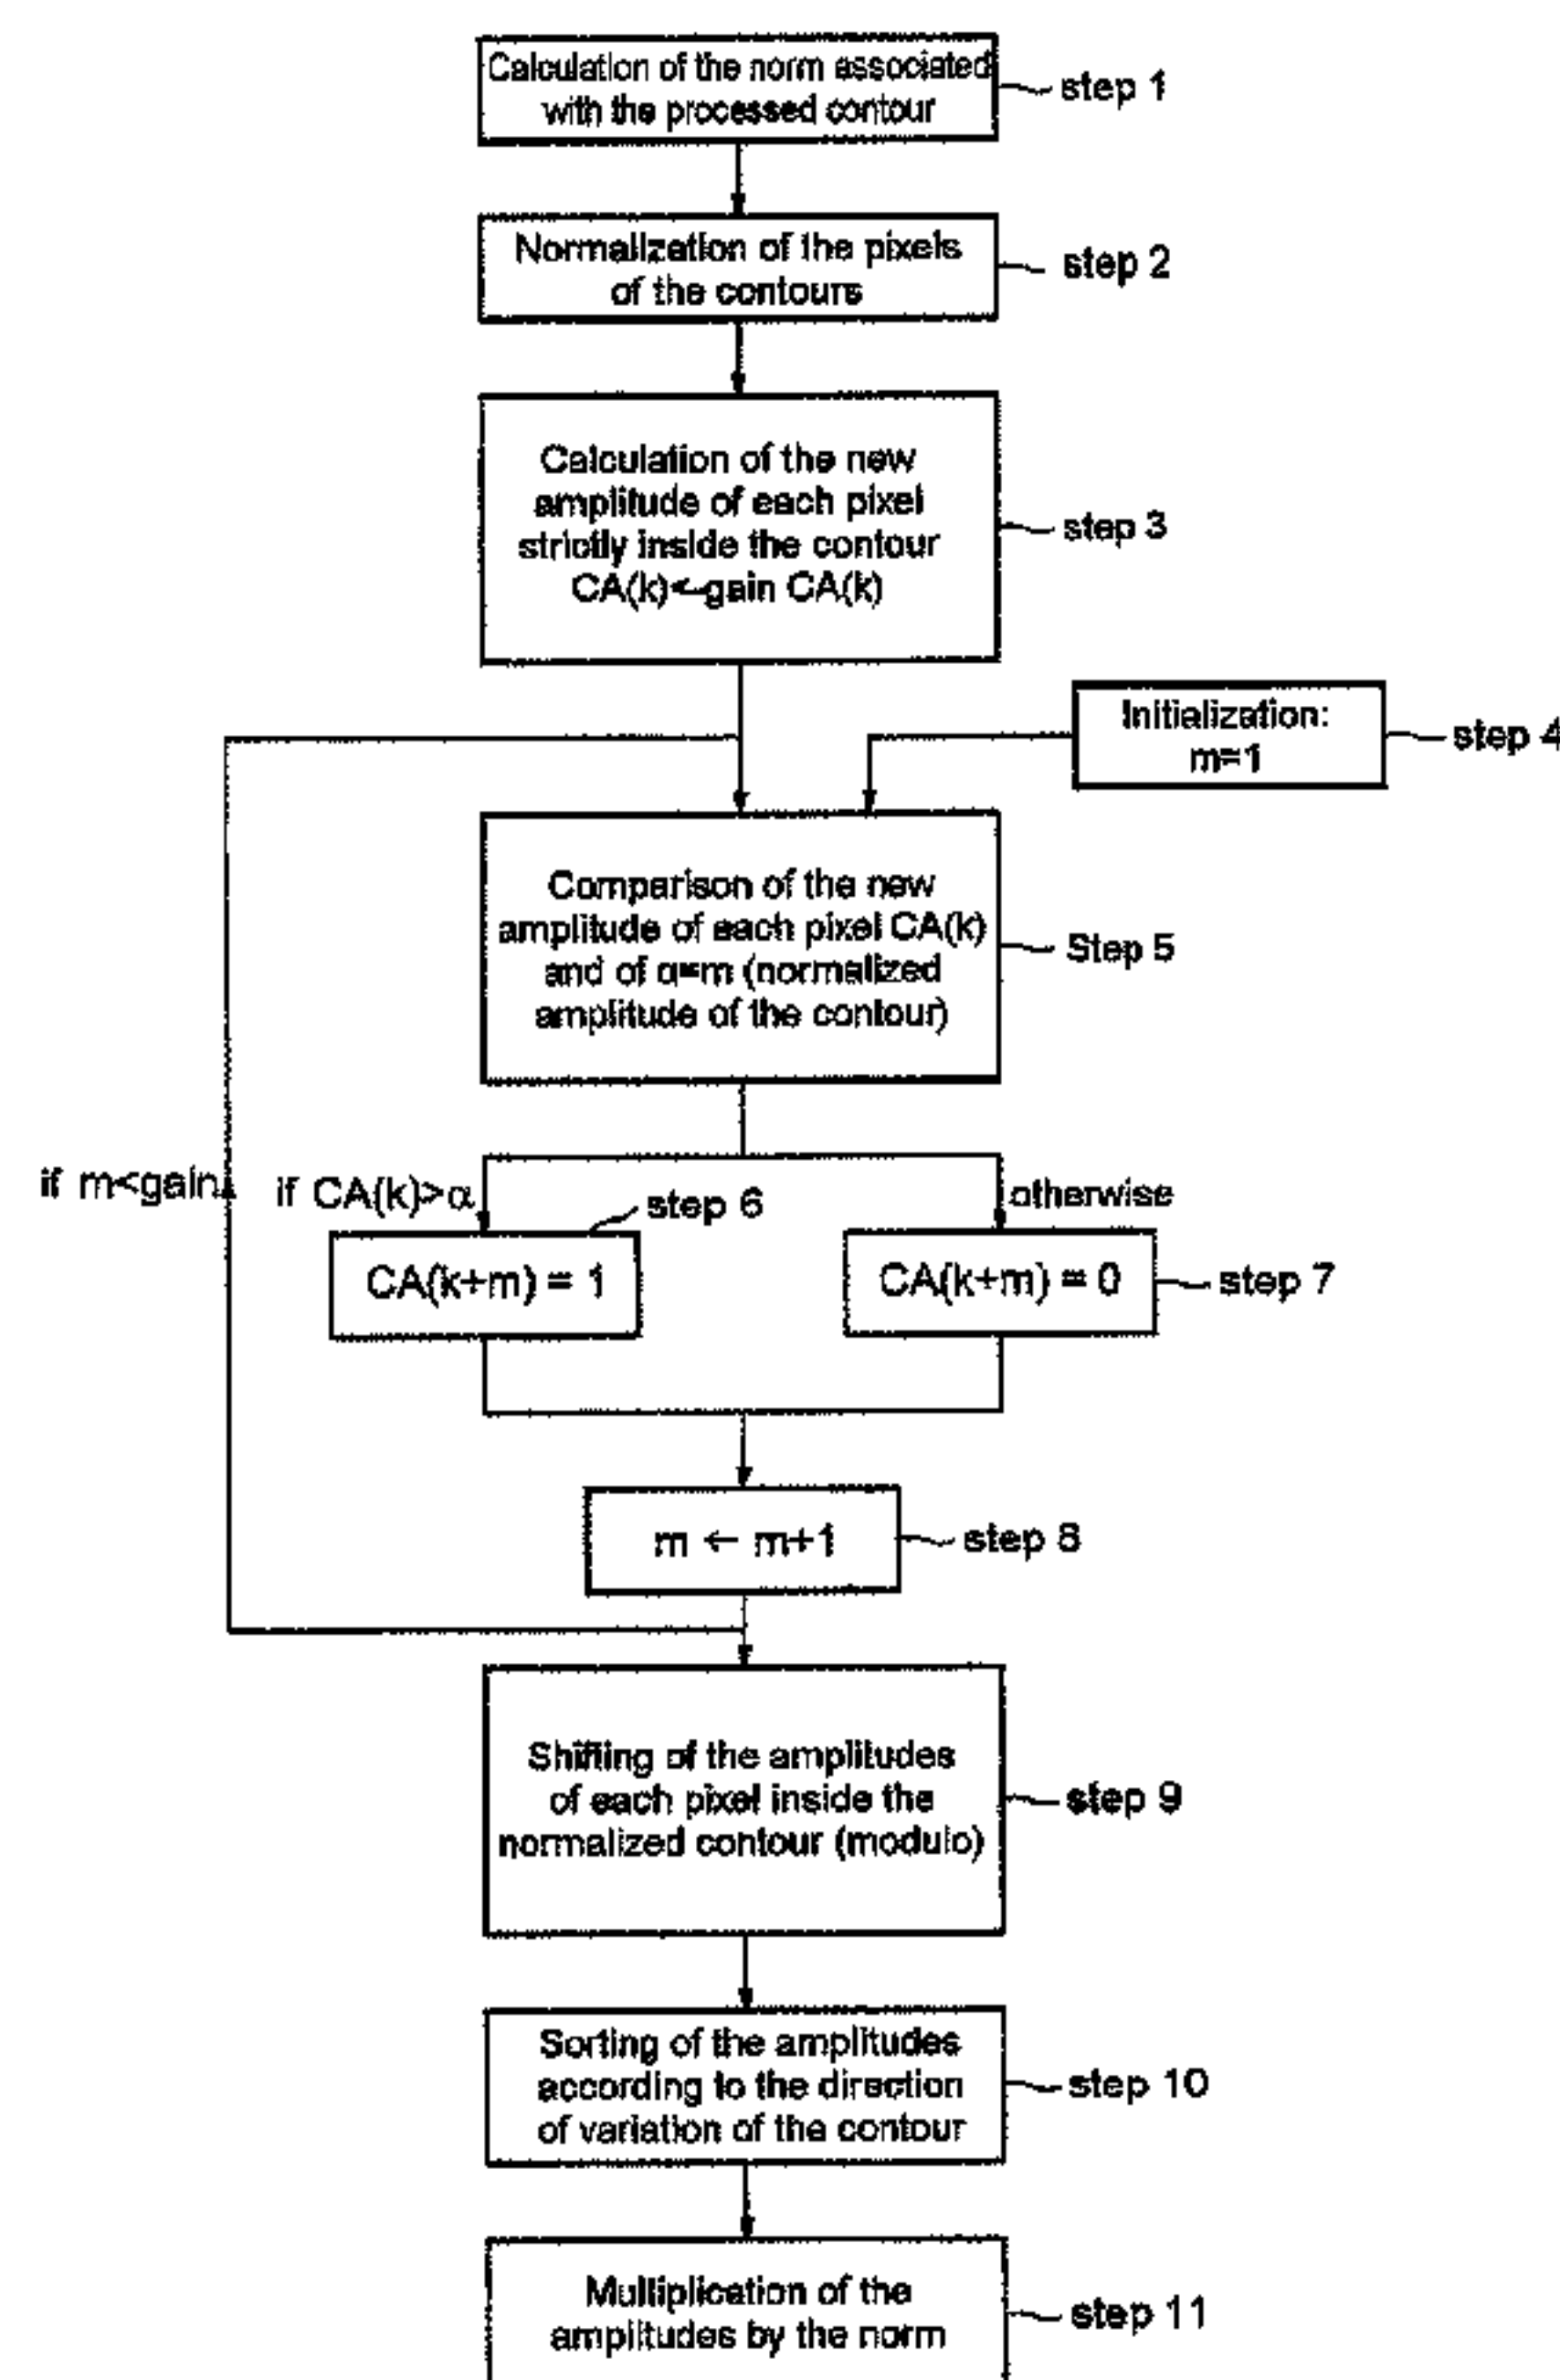 Calculation of the norm associated
with the processed contour
step 1
Normalization of the pixels
of the contours
step 2
Calculation of the new
amplitude of each pixel
strictly inside the contour
CA(k)←gain CA(k)
step 3
Initialization:
m=1
step 4
Comparison of the new
amplitude of each pixel CA(k)
and of α=m (normalized
amplitude of the contour)
Step 5
if m<gain
if CA(k)>α
step 6
otherwise
CA(k+m) = 1
CA(k+m) = 0
step 7
m ← m+1
step 8
Shifting of the amplitudes
of each pixel inside the
normalized contour (modulo)
step 9
Sorting of the amplitudes
according to the direction
of variation of the contour
step 10
Multiplication of the
amplitudes by the norm
step 11